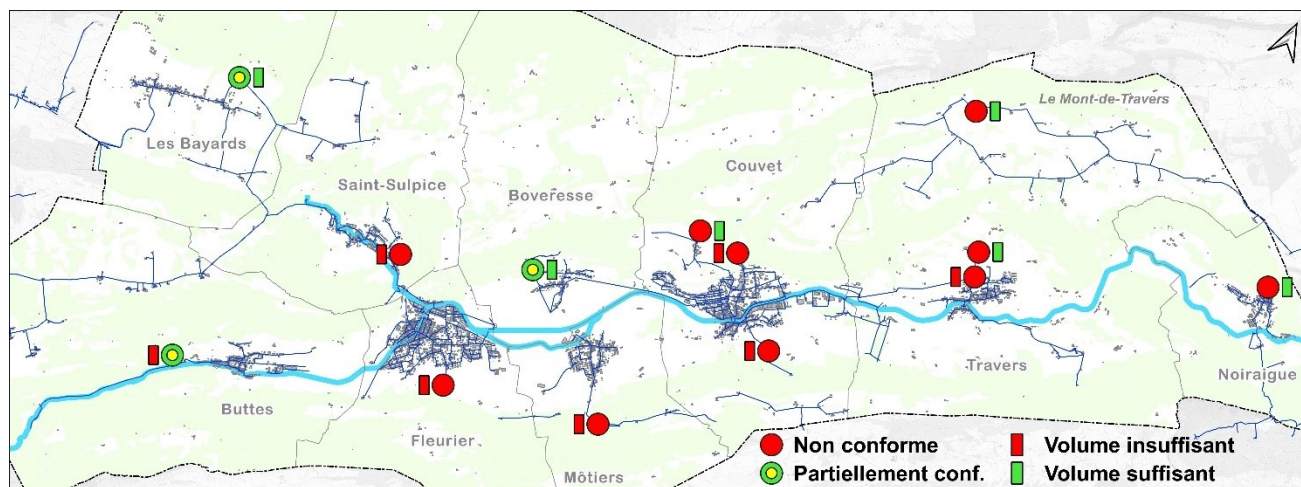 Le Mont-de-Travers
Les Bayards
Couvet
Saint-Sulpice
Boveresse
Travers
Noiraigue
Buttes
Fleurier
Môtiers
Non conforme
Volume insuffisant
Partiellement conf.
Volume suffisant